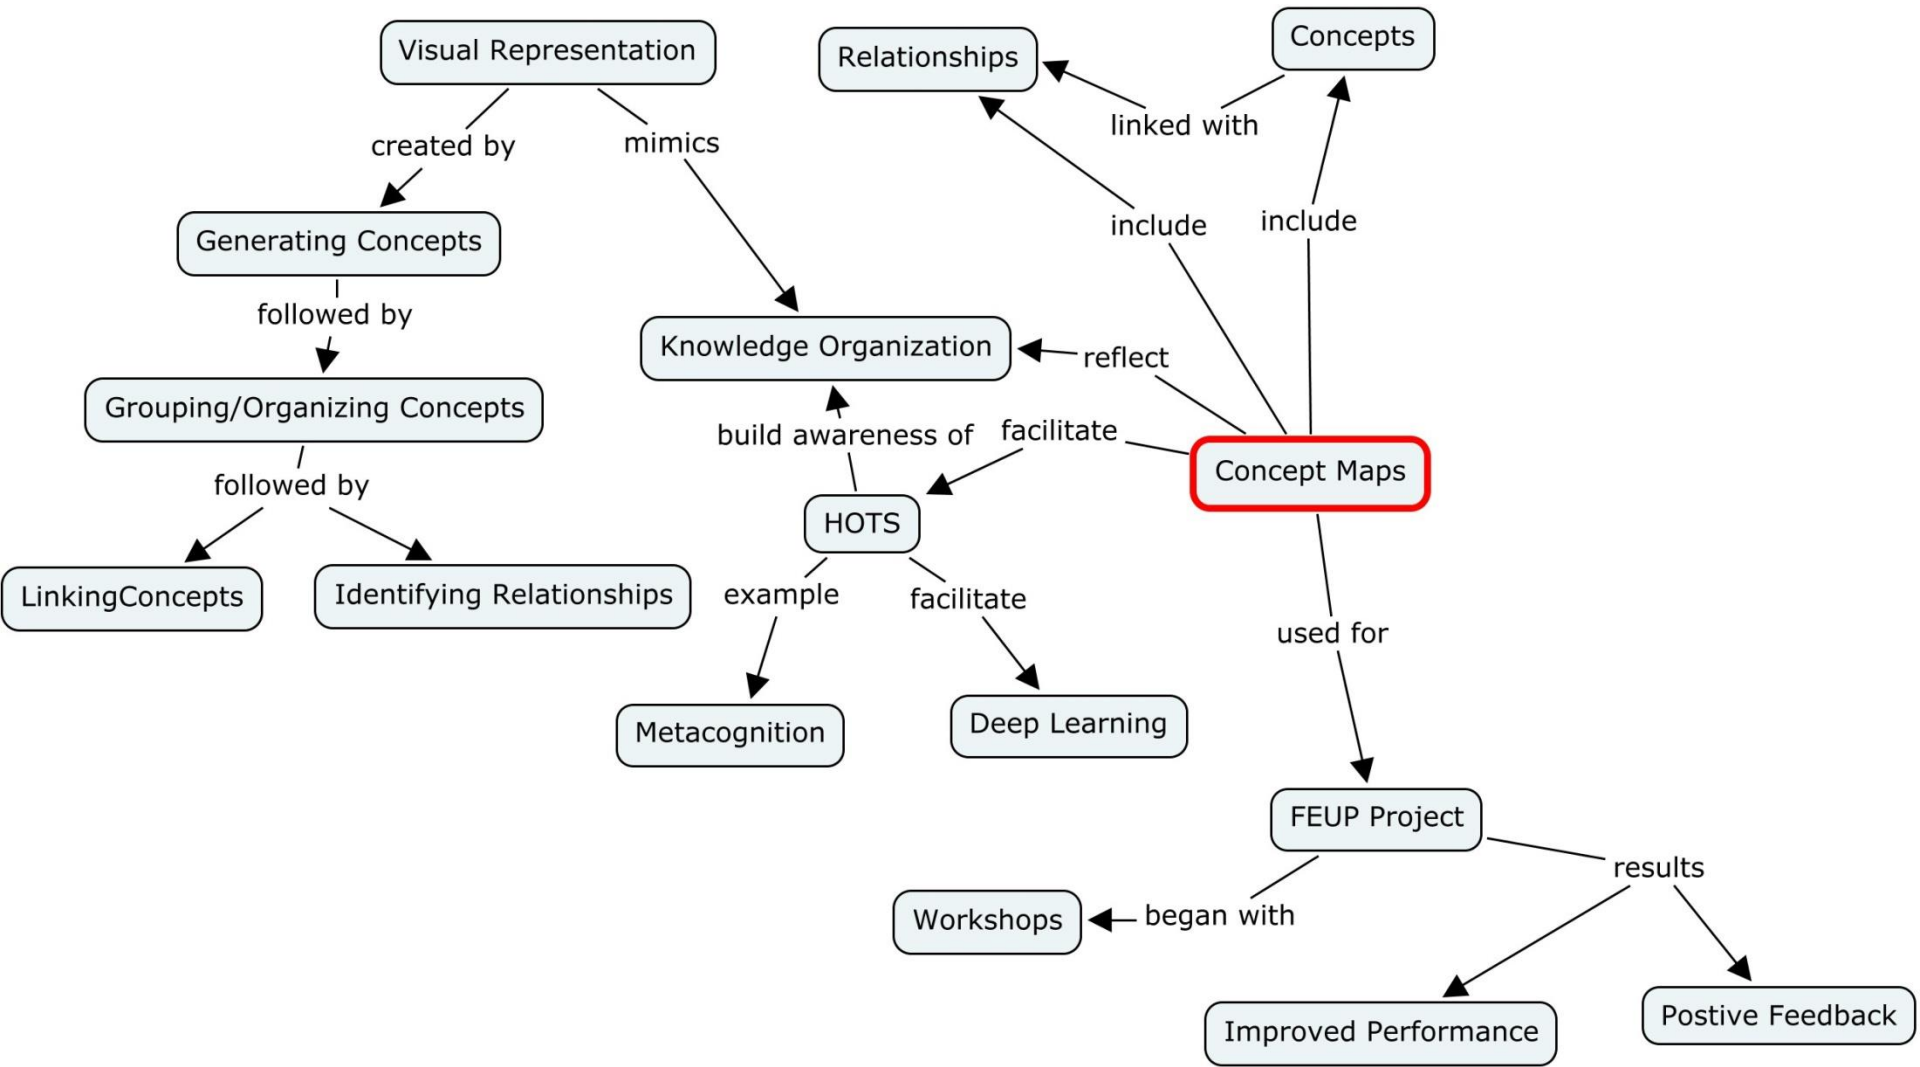 Visual Representation
Relationships
Concepts
created by
mimics
linked with
Generating Concepts
include
include
followed by
Knowledge Organization
reflect
Grouping/Organizing Concepts
build awareness of
facilitate
Concept Maps
followed by
HOTS
LinkingConcepts
Identifying Relationships
example
facilitate
used for
Metacognition
Deep Learning
FEUP Project
results
Workshops
began with
Improved Performance
Postive Feedback